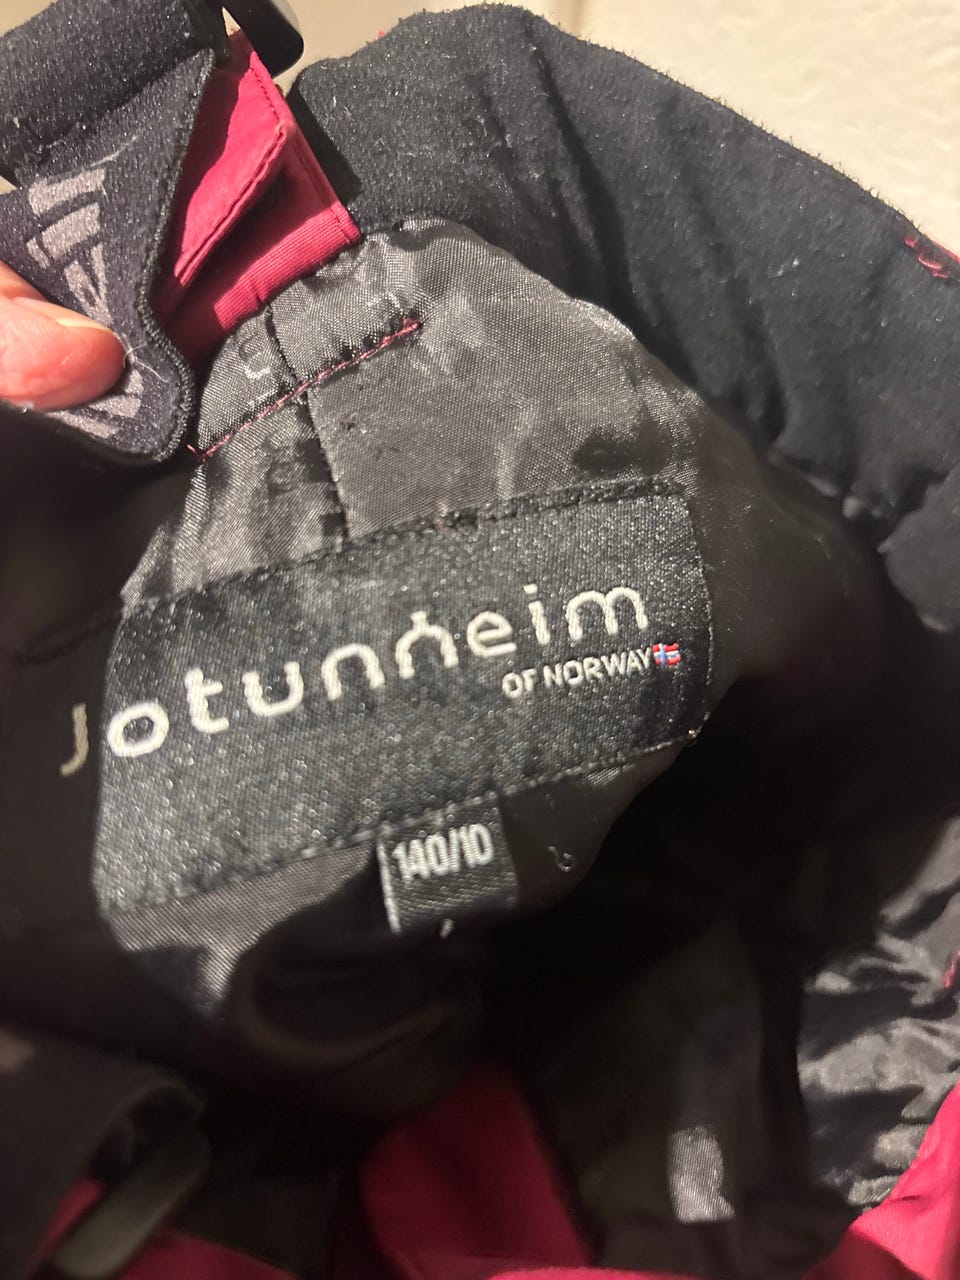 Jotunheim
OF NORWAY
140/10